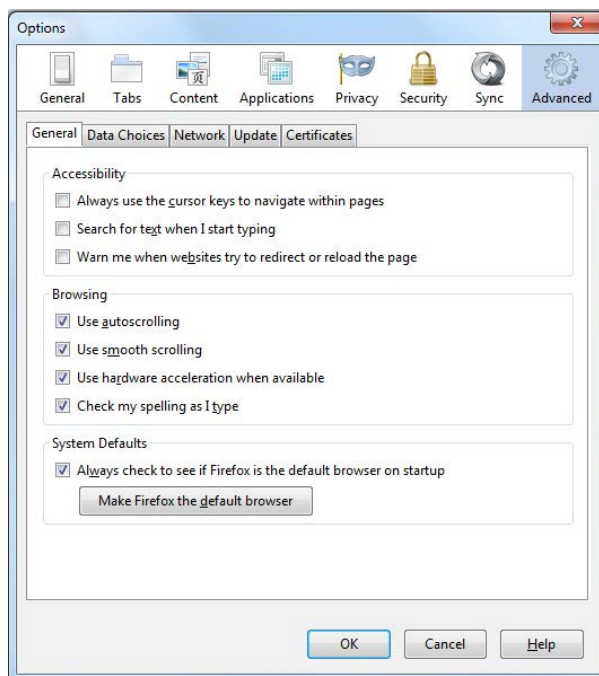 Options
General Tabs Content Applications Privacy Security Sync Advanced
General Data Choices Network Update Certificates
Accessibility
Always use the cursor keys to navigate within pages
Search for text when I start typing
Warn me when websites try to redirect or reload the page
Browsing
Use autoscrolling
Use smooth scrolling
Use hardware acceleration when available
Check my spelling as I type
System Defaults
Always check to see if Firefox is the default browser on startup
Make Firefox the default browser
OK Cancel Help